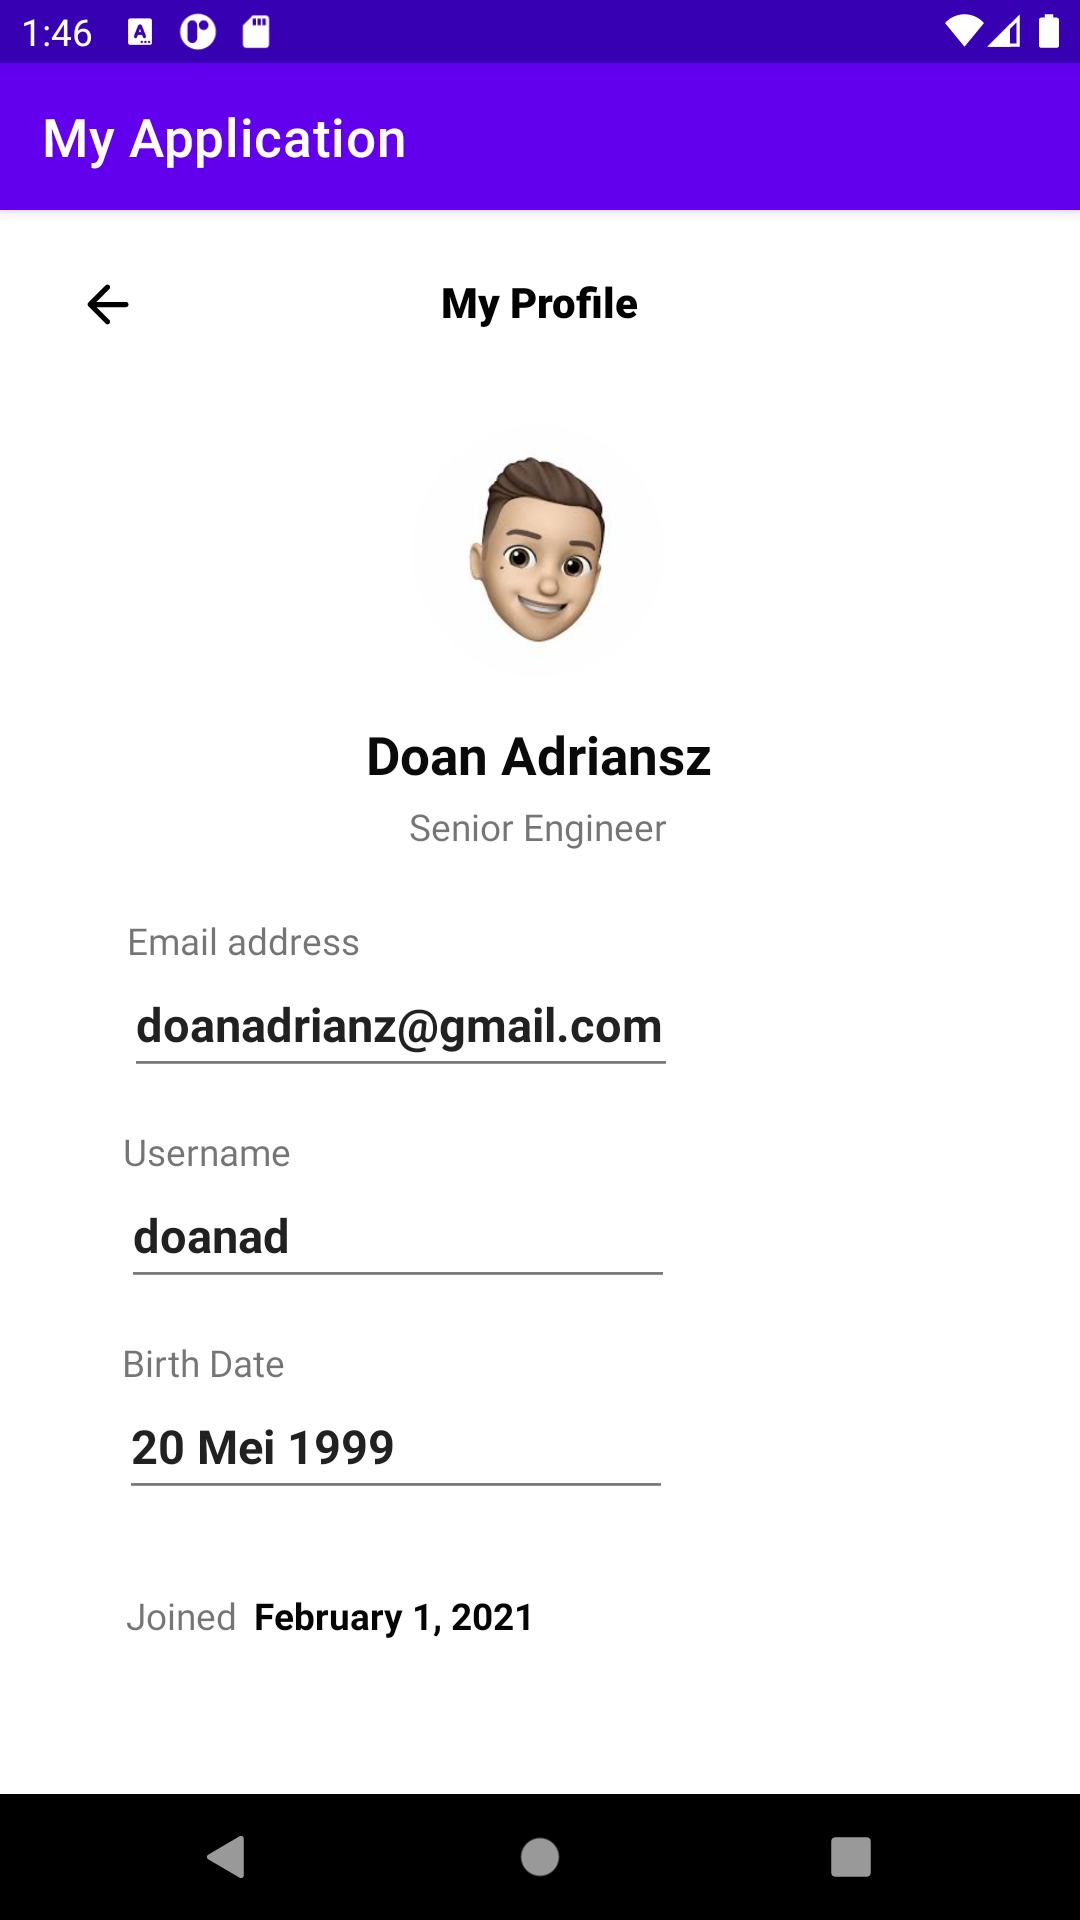 1:46
My Application
My Profile
Doan Adriansz
Senior Engineer
Email address
doanadrianz@gmail.com
Username
doanad
Birth Date
20 Mei 1999
Joined February 1, 2021